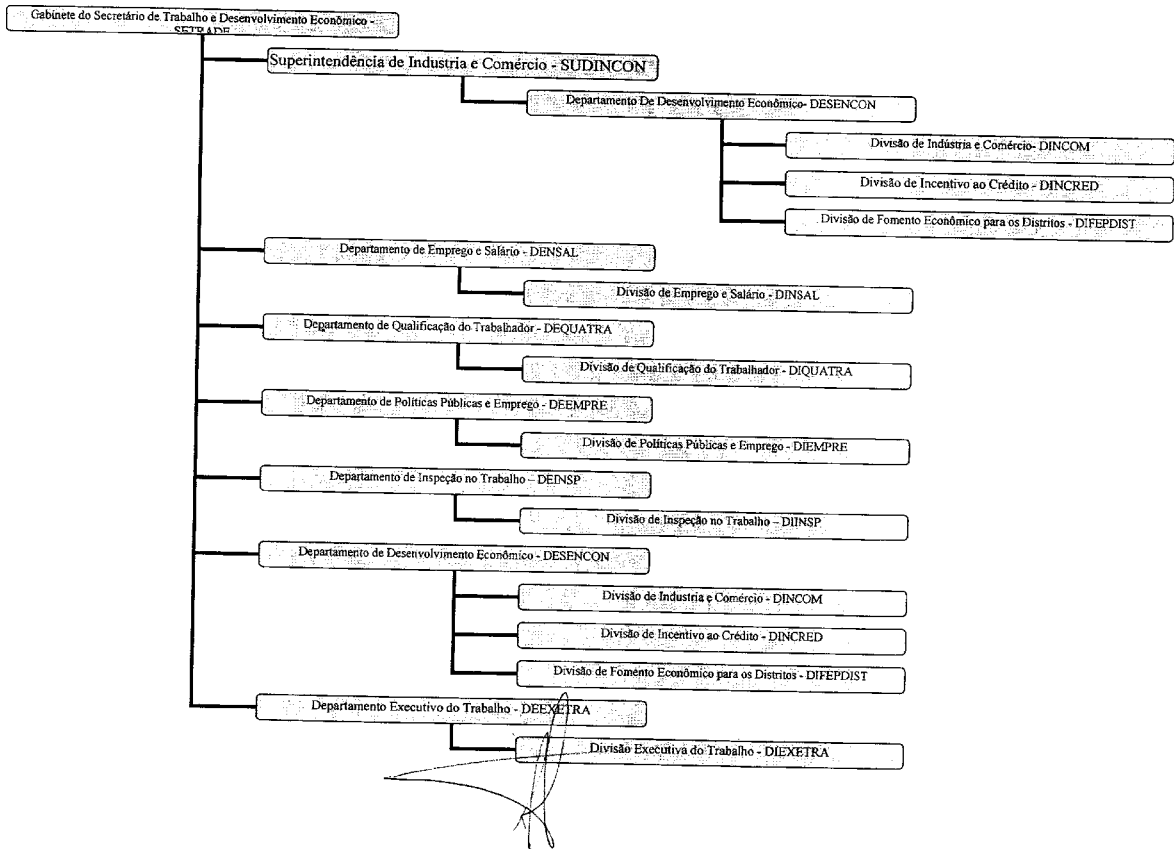 Gabinete do Secretário de Trabalho e Desenvolvimento Econômico -
SETRADE
Superintendência de Industria e Comércio - SUDINCON
Departamento De Desenvolvimento Econômico- DESENCON
Divisão de Indústria e Comércio- DINCOM
Divisão de Incentivo ao Crédito - DINCRED
Divisão de Fomento Econômico para os Distritos - DIFEPDIST
Departamento de Emprego e Salário - DENSAL
Divisão de Emprego e Salário - DINSAL
Departamento de Qualificação do Trabalhador - DEQUATRA
Divisão de Qualificação do Trabalhador - DIQUATRA
Departamento de Políticas Públicas e Emprego - DEEMPRE
Divisão de Políticas Públicas e Emprego - DIEMPRE
Departamento de Inspeção no Trabalho – DEINSP
Divisão de Inspeção no Trabalho – DIINSP
Departamento de Desenvolvimento Econômico - DESENCON
Divisão de Industria e Comércio - DINCOM
Divisão de Incentivo ao Crédito - DINCRED
Divisão de Fomento Econômico para os Distritos - DIFEPDIST
Departamento Executivo do Trabalho - DEEXETRA
Divisão Executiva do Trabalho - DIEXETRA